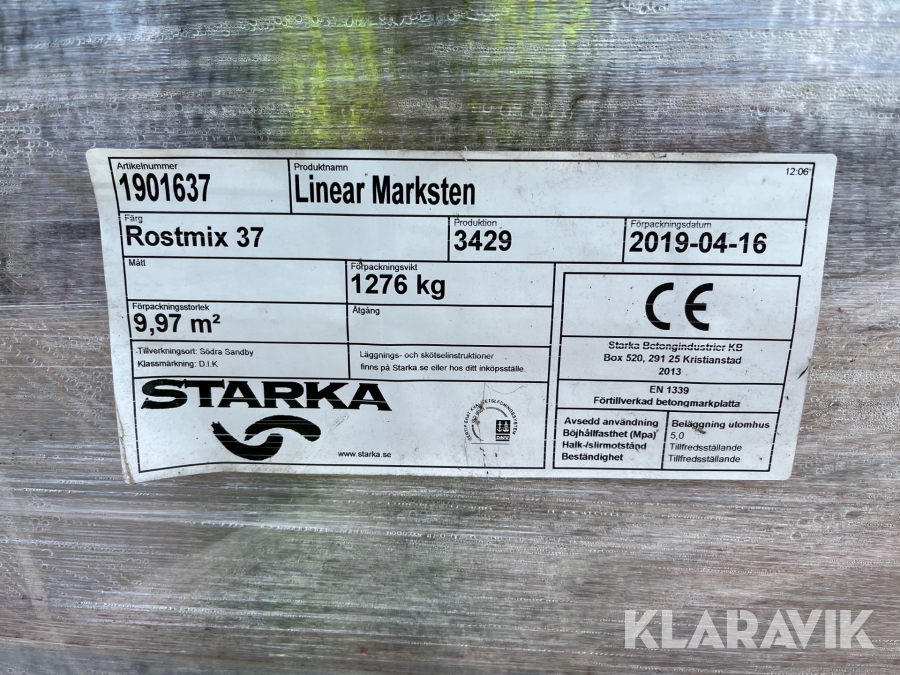 Artikelnummer
1901637
Produktnamn
Linear Marksten
12:06
Färg
Rostmix 37
Produktion
3429
Förpackningsdatum
2019-04-16
Mått
Förpackningsvikt
1276 kg
Förpackningsstorlek
9,97 m²
Åtgång
Tillverkningsort: Södra Sandby
Klassmärkning: D.I.K
Läggnings- och skötselinstruktioner
finns på Starka.se eller hos ditt inköpsställe.
STARKA
www.starka.se
CE
Starka Betongindustrier KB
Box 520, 291 25 Kristianstad
2013
EN 1339
Förtillverkad betongmarkplatta
Avsedd användning Beläggning utomhus
Böjhållfasthet (Mpa) 5,0
Halk-/slirmotstånd Tillfredsställande
Beständighet Tillfredsställande
KLARAVIK